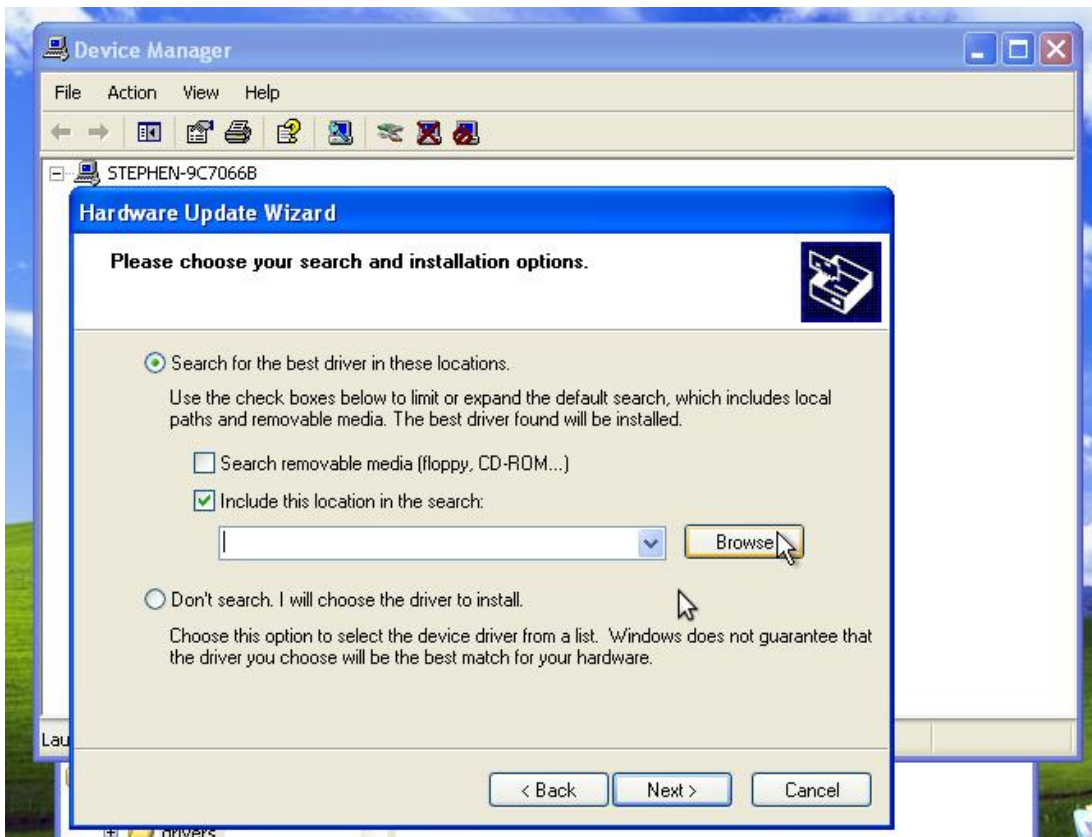 Device Manager
File Action View Help
STEPHEN-9C7066B
Hardware Update Wizard
Please choose your search and installation options.
Search for the best driver in these locations.
Use the check boxes below to limit or expand the default search, which includes local
paths and removable media. The best driver found will be installed.
Search removable media (floppy, CD-ROM...)
Include this location in the search:
Browse
Don't search. I will choose the driver to install.
Choose this option to select the device driver from a list. Windows does not guarantee that
the driver you choose will be the best match for your hardware.
Lau
< Back Next > Cancel
drivers